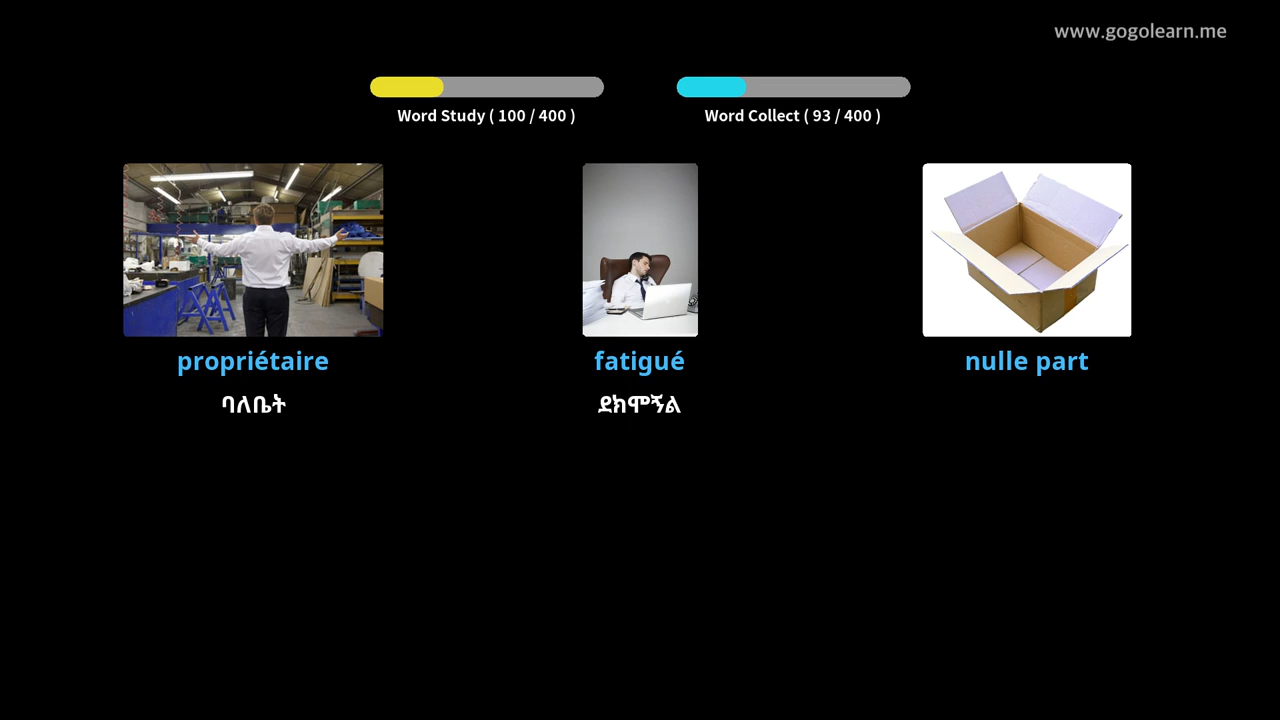 www.gogolearn.me
Word Study ( 100 / 400 )
Word Collect ( 93 / 400 )
propriétaire
ባለቤት
fatigué
ደክሞኝል
nulle part